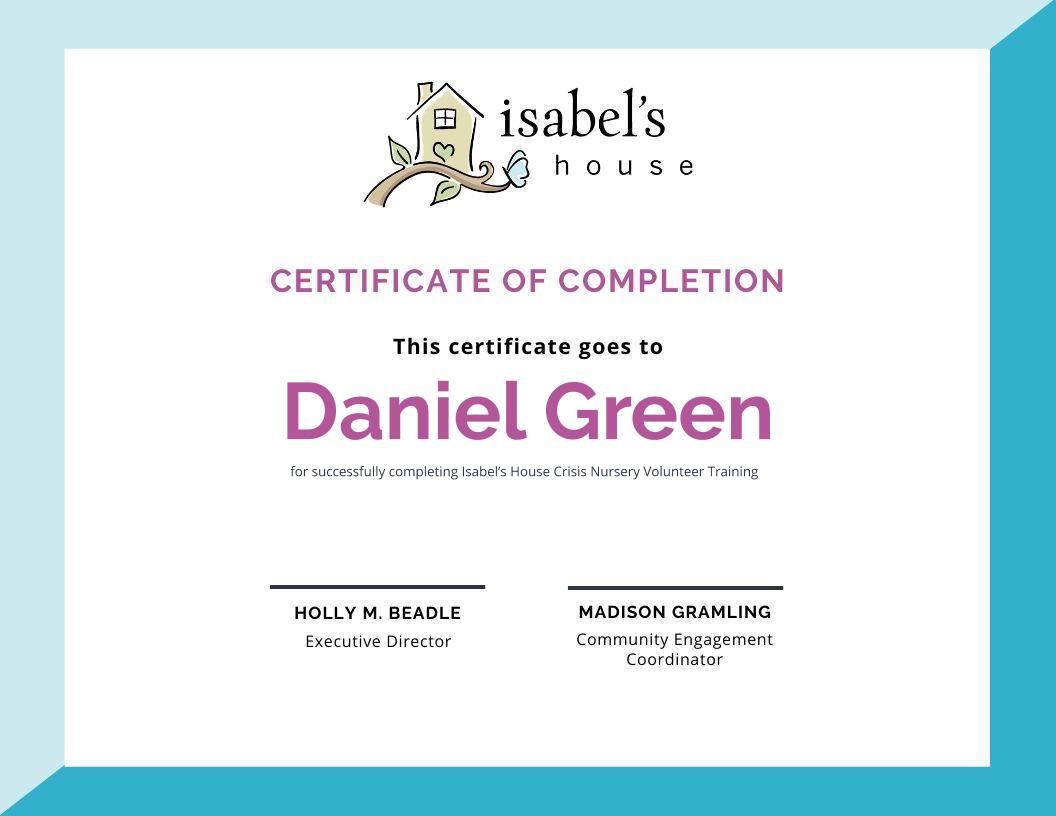 isabel's
house
CERTIFICATE OF COMPLETION
This certificate goes to
Daniel Green
for successfully completing Isabel’s House Crisis Nursery Volunteer Training
HOLLY M. BEADLE
Executive Director
MADISON GRAMLING
Community Engagement
Coordinator